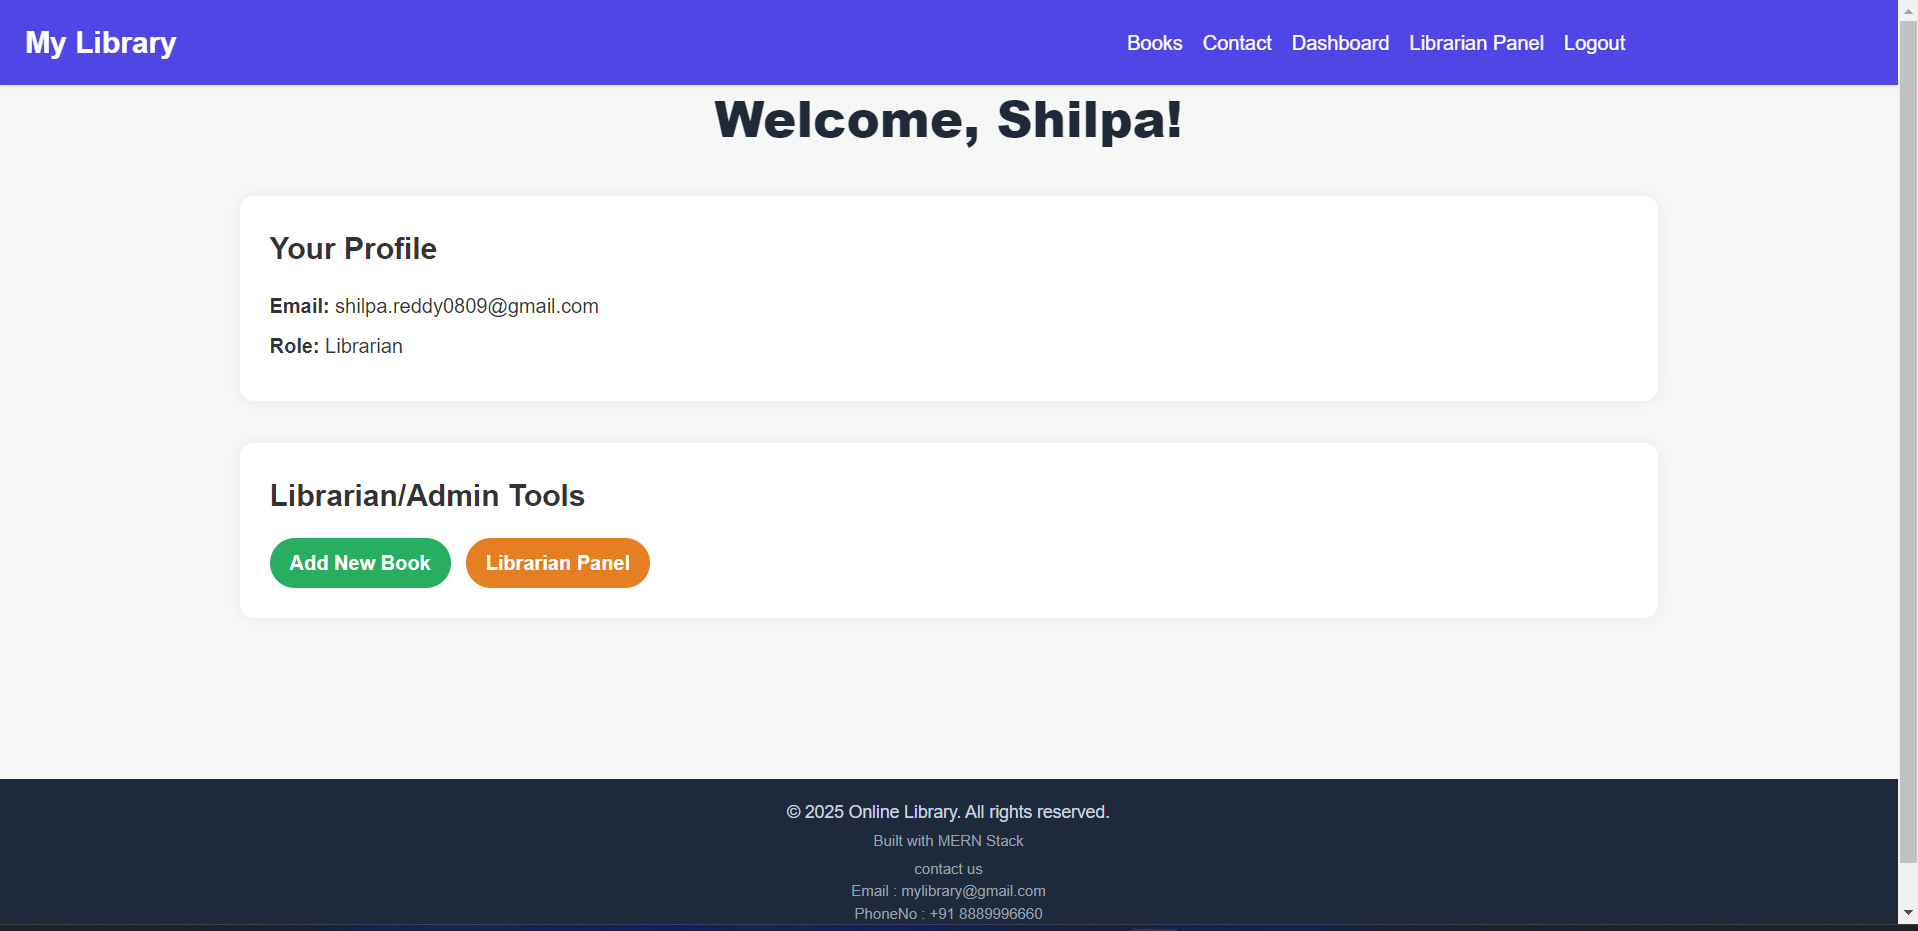 My Library
Books Contact Dashboard Librarian Panel Logout
Welcome, Shilpa!
Your Profile
Email: shilpa.reddy0809@gmail.com
Role: Librarian
Librarian/Admin Tools
Add New Book Librarian Panel
© 2025 Online Library. All rights reserved.
Built with MERN Stack
contact us
Email : mylibrary@gmail.com
PhoneNo : +91 8889996660